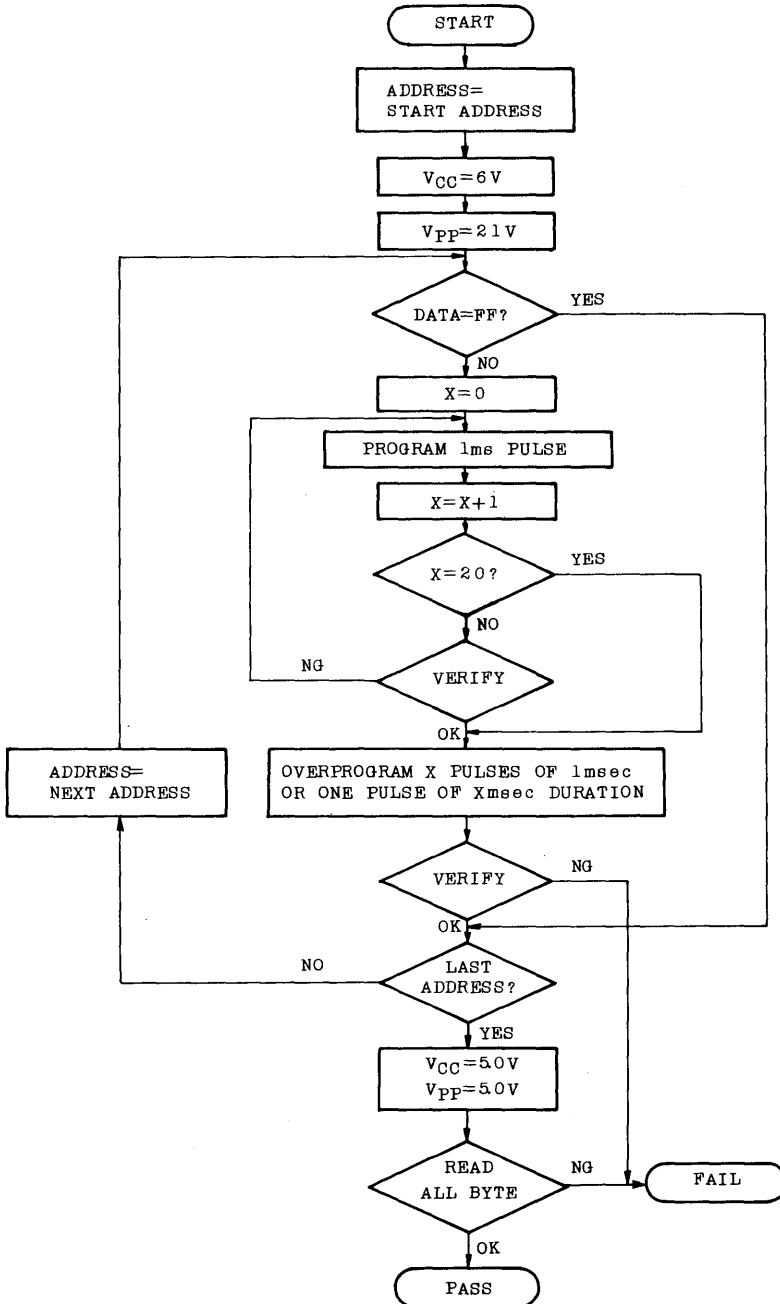 START
ADDRESS=
START ADDRESS
VCC=6V
VPP=21V
DATA=FF?
YES
NO
X=0
PROGRAM 1ms PULSE
X=X+1
X=20?
YES
NO
NG
VERIFY
OK
ADDRESS=
NEXT ADDRESS
OVERPROGRAM X PULSES OF 1msec
OR ONE PULSE OF Xmsec DURATION
VERIFY
NG
OK
NO
LAST
ADDRESS?
YES
VCC=5.0V
VPP=5.0V
READ
ALL BYTE
NG
FAIL
OK
PASS